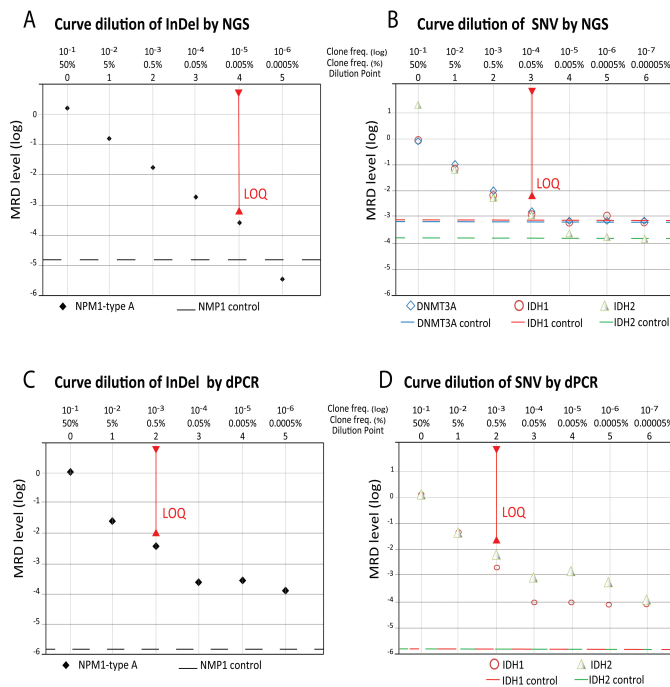 A Curve dilution of InDel by NGS
10-1 10-2 10-3 10-4 10-5 10-6 Clone freq. (log)
50% 5% 0.5% 0.05% 0.005% 0.0005% Clone freq. (%)
0 1 2 3 4 5 Dilution Point
MRD level (log)
0
-1
-2
-3
-4
-5
-6
LOQ
NPM1-type A NMP1 control
B Curve dilution of SNV by NGS
10-1 10-2 10-3 10-4 10-5 10-6 10-7
50% 5% 0.5% 0.05% 0.005% 0.0005% 0.00005%
0 1 2 3 4 5 6
MRD level (log)
1
0
-1
-2
-3
-4
-5
-6
LOQ
DNMT3A IDH1 IDH2
DNMT3A control IDH1 control IDH2 control
C Curve dilution of InDel by dPCR
10-1 10-2 10-3 10-4 10-5 10-6 Clone freq. (log)
50% 5% 0.5% 0.05% 0.005% 0.0005% Clone freq. (%)
0 1 2 3 4 5 Dilution Point
MRD level (log)
0
-1
-2
-3
-4
-5
-6
LOQ
NPM1-type A NMP1 control
D Curve dilution of SNV by dPCR
10-1 10-2 10-3 10-4 10-5 10-6 10-7
50% 5% 0.5% 0.05% 0.005% 0.0005% 0.00005%
0 1 2 3 4 5 6
MRD level (log)
1
0
-1
-2
-3
-4
-5
-6
LOQ
IDH1 IDH2
IDH1 control IDH2 control